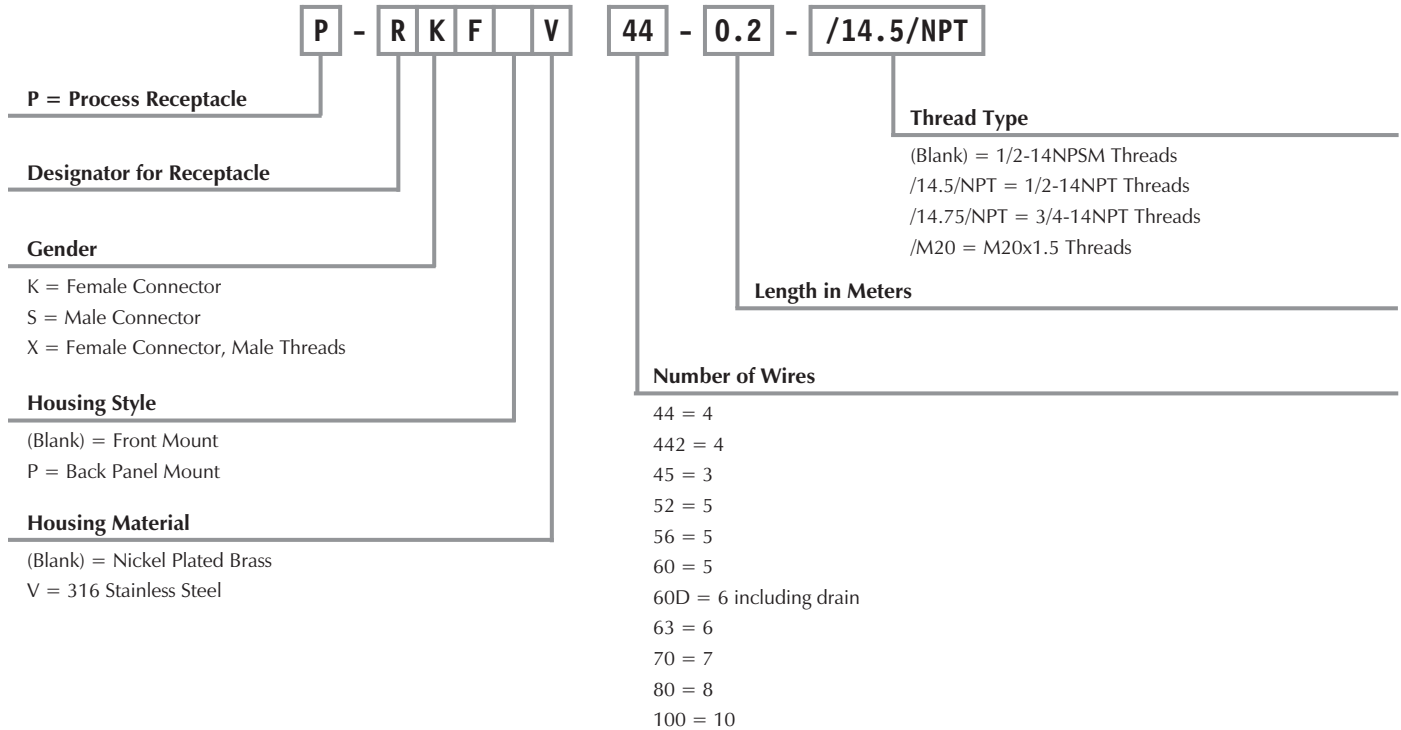 P - R K F V 44 - 0.2 - /14.5/NPT
P = Process Receptacle
Designator for Receptacle
Gender
K = Female Connector
S = Male Connector
X = Female Connector, Male Threads
Housing Style
(Blank) = Front Mount
P = Back Panel Mount
Housing Material
(Blank) = Nickel Plated Brass
V = 316 Stainless Steel
Thread Type
(Blank) = 1/2-14NPSM Threads
/14.5/NPT = 1/2-14NPT Threads
/14.75/NPT = 3/4-14NPT Threads
/M20 = M20x1.5 Threads
Length in Meters
Number of Wires
44 = 4
442 = 4
45 = 3
52 = 5
56 = 5
60 = 5
60D = 6 including drain
63 = 6
70 = 7
80 = 8
100 = 10